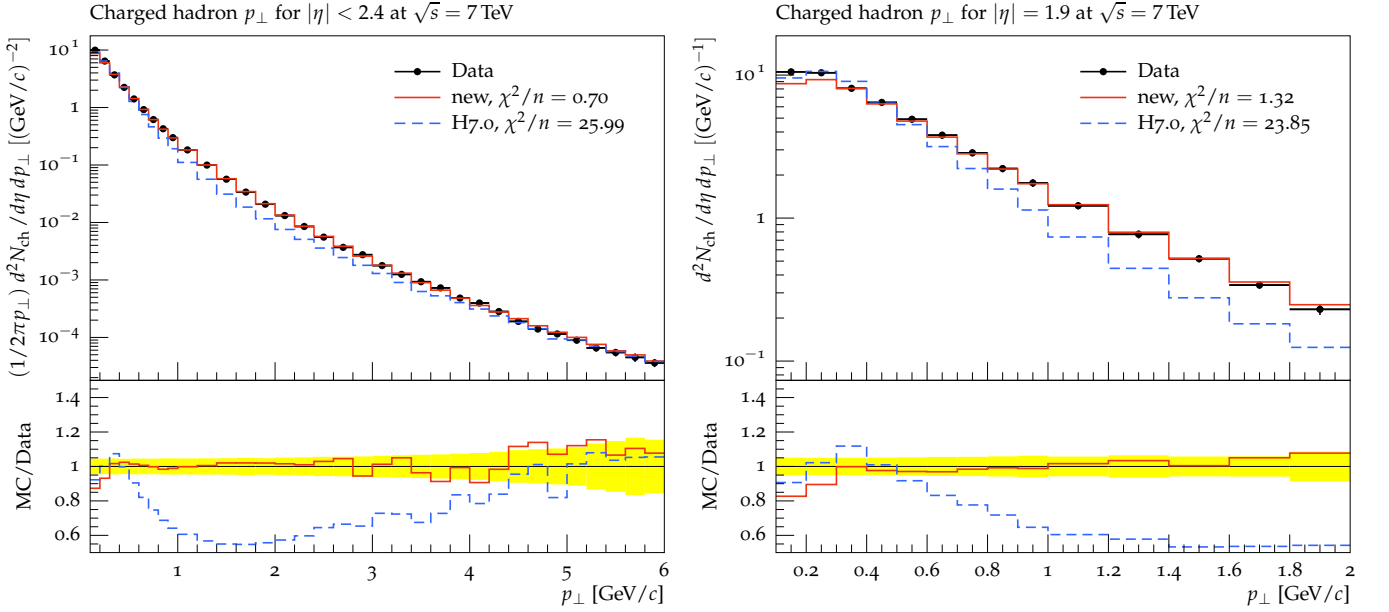 Charged hadron p⊥ for |η| < 2.4 at √s = 7 TeV
(1/2πp⊥) d²Nch/dη dp⊥ [(GeV/c)⁻²]
10¹
1
10⁻¹
10⁻²
10⁻³
10⁻⁴
Data
new, χ²/n = 0.70
H7.0, χ²/n = 25.99
MC/Data
1.4
1.2
1
0.8
0.6
1 2 3 4 5 6
p⊥ [GeV/c]
Charged hadron p⊥ for |η| = 1.9 at √s = 7 TeV
d²Nch/dη dp⊥ [(GeV/c)⁻¹]
10¹
1
10⁻¹
Data
new, χ²/n = 1.32
H7.0, χ²/n = 23.85
MC/Data
1.4
1.2
1
0.8
0.6
0.2 0.4 0.6 0.8 1 1.2 1.4 1.6 1.8 2
p⊥ [GeV/c]